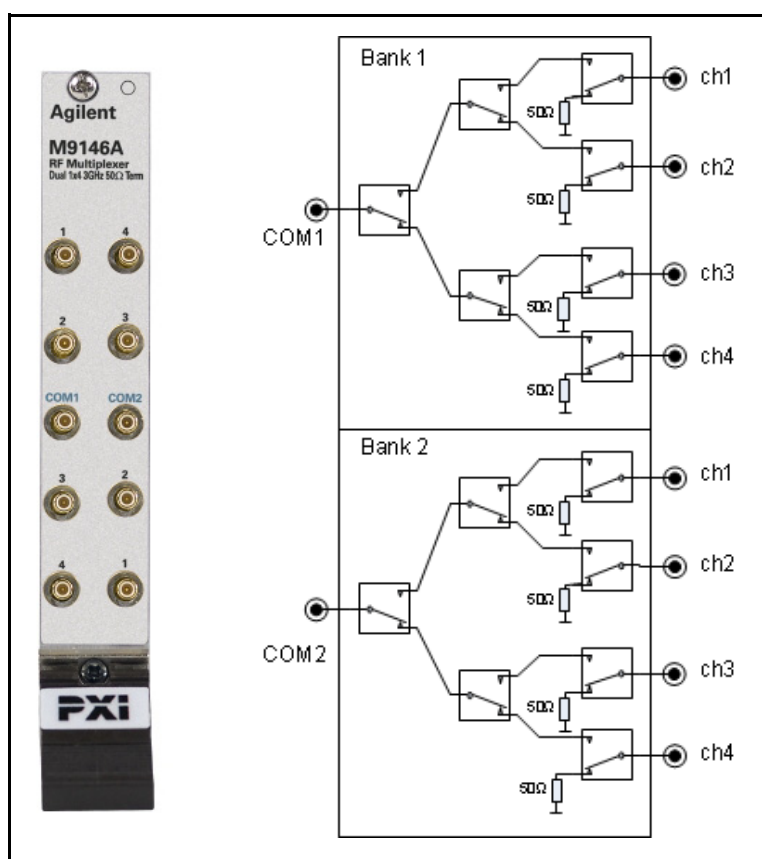 Agilent
M9146A
RF Multiplexer
Dual 1x4 3GHz 50Ω Term
1 4
2 3
COM1 COM2
3 2
4 1
PXI
Bank 1
ch1
50Ω
ch2
50Ω
COM1
ch3
50Ω
ch4
50Ω
Bank 2
ch1
50Ω
ch2
50Ω
COM2
ch3
50Ω
ch4
50Ω